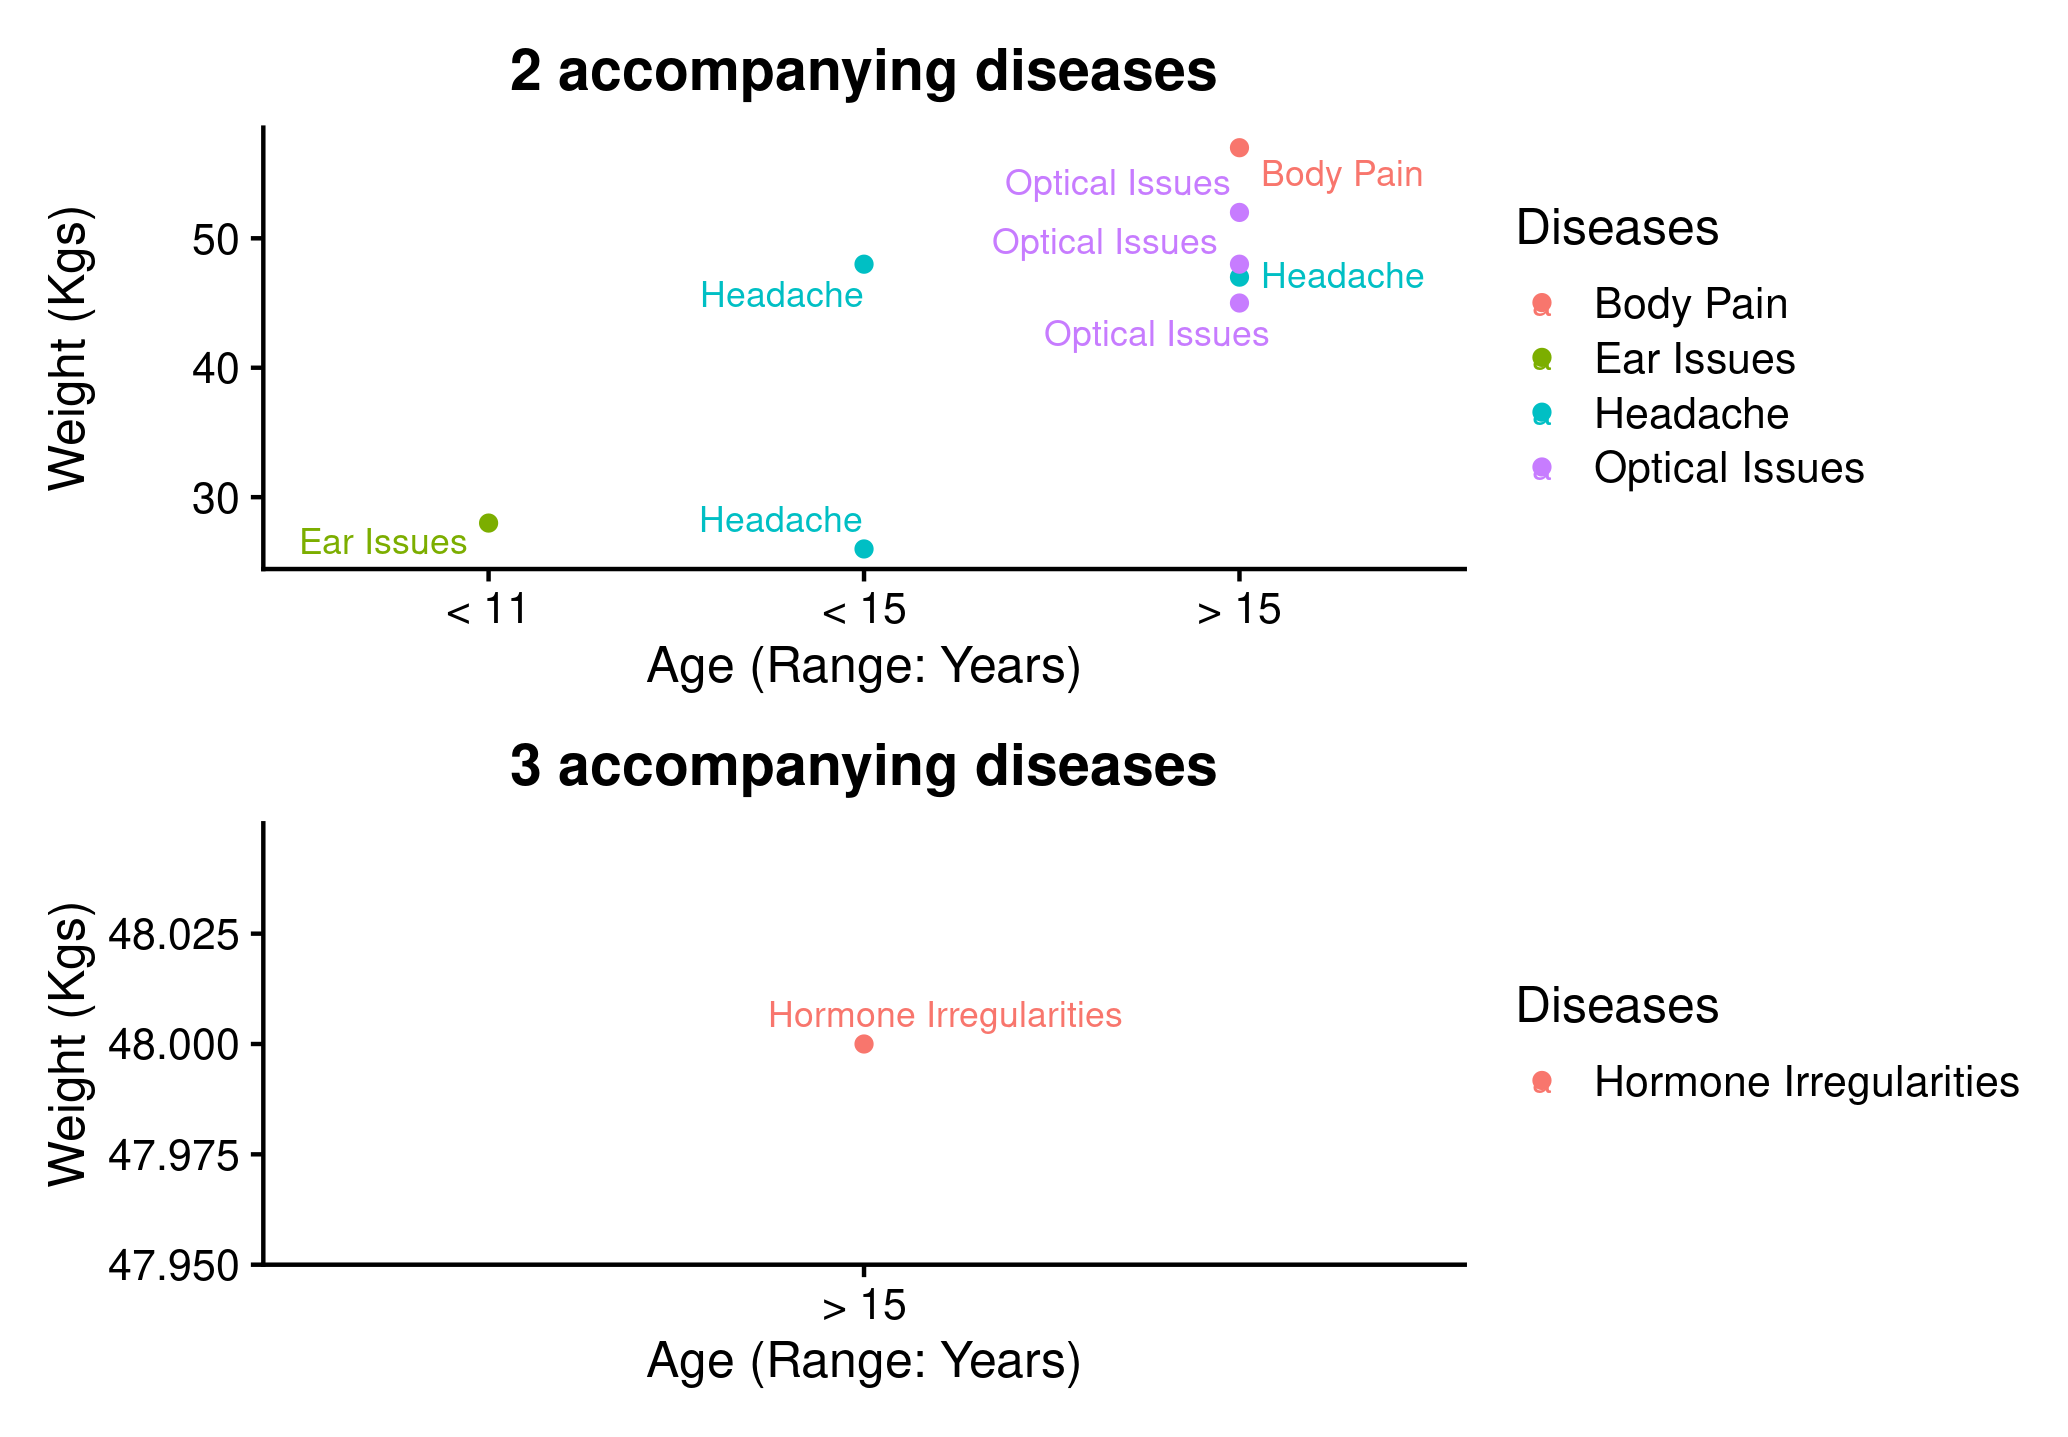 2 accompanying diseases
Weight (Kgs)
50
40
30
Body Pain
Optical Issues
Optical Issues
Headache
Headache
Optical Issues
Headache
Ear Issues
< 11
< 15
> 15
Age (Range: Years)
Diseases
Body Pain
Ear Issues
Headache
Optical Issues
3 accompanying diseases
Weight (Kgs)
48.025
48.000
47.975
47.950
Hormone Irregularities
> 15
Age (Range: Years)
Diseases
Hormone Irregularities